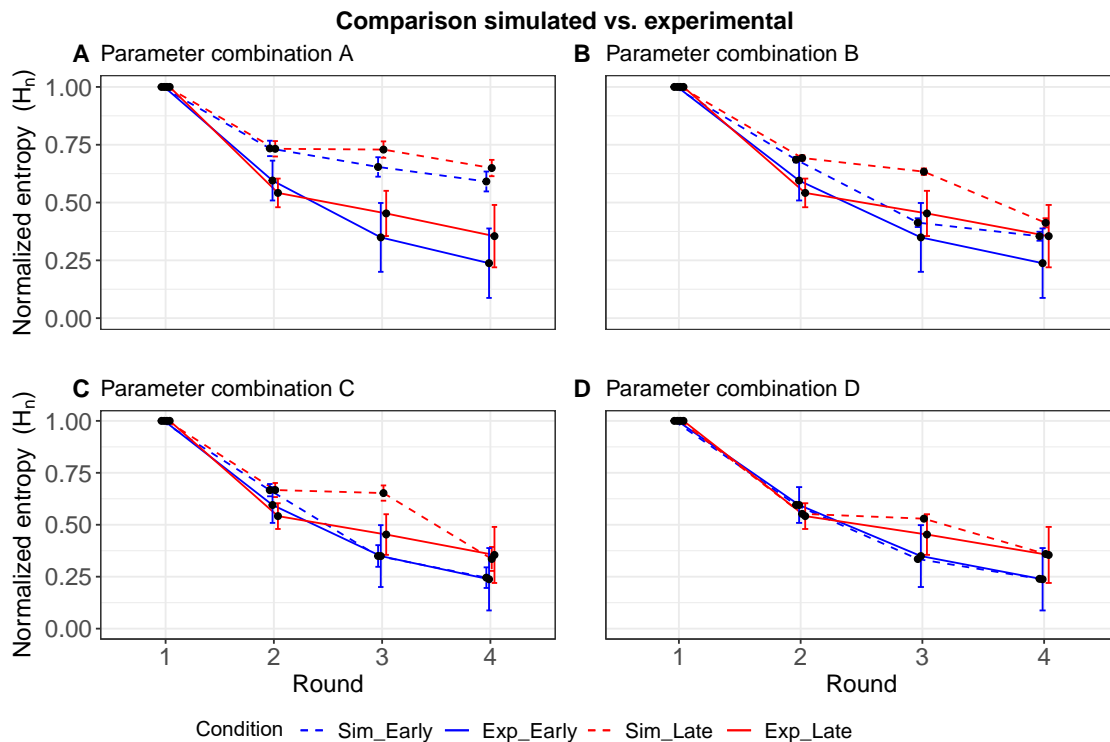 Comparison simulated vs. experimental
A Parameter combination A
B Parameter combination B
Normalized entropy (Hn)
1.00
0.75
0.50
0.25
0.00
C Parameter combination C
D Parameter combination D
Normalized entropy (Hn)
1.00
0.75
0.50
0.25
0.00
1 2 3 4
1 2 3 4
Round
Round
Condition Sim_Early Exp_Early Sim_Late Exp_Late